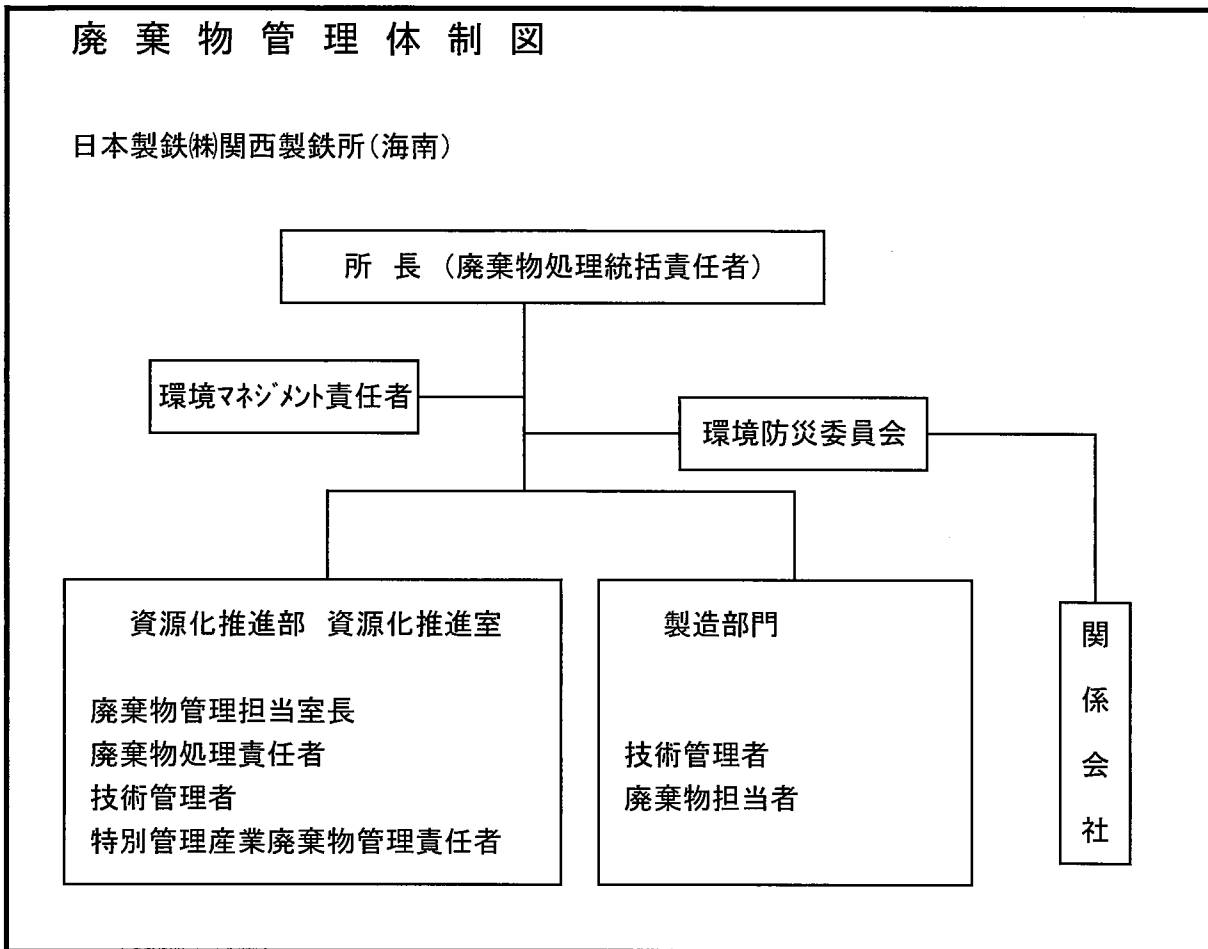 廃棄物管理体制図
日本製鉄㈱関西製鉄所(海南)
所長（廃棄物処理統括責任者）
環境ﾏﾈｼﾞﾒﾝﾄ責任者
環境防災委員会
資源化推進部 資源化推進室
廃棄物管理担当室長
廃棄物処理責任者
技術管理者
特別管理産業廃棄物管理責任者
製造部門
技術管理者
廃棄物担当者
関係会社